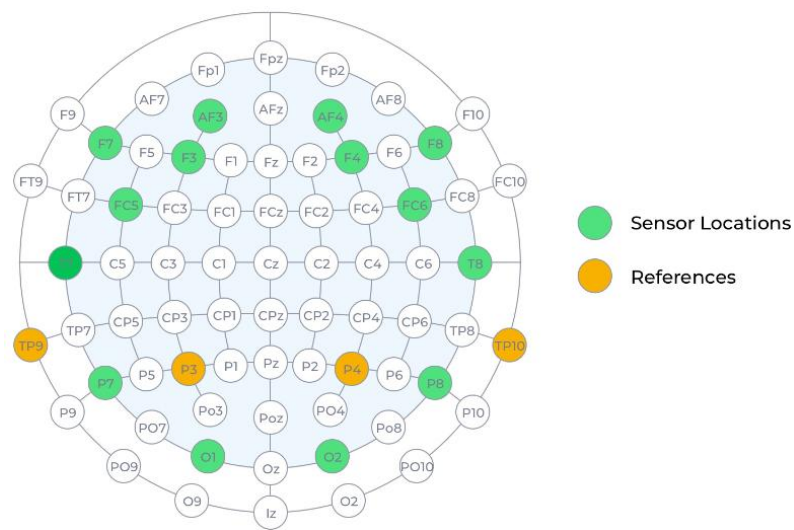 Fpz
Fp1 Fp2
AF7 AF8
AFz
F9 AF3 AF4 F10
F7 F8
F5 F3 F1 Fz F2 F4 F6
FT9 FC10
FT7 FC8
FC5 FC3 FC1 FCz FC2 FC4 FC6
Sensor Locations
C5 C3 C1 Cz C2 C4 C6 T8
References
CP5 CP3 CP1 CPz CP2 CP4 CP6
TP7 TP8
TP9 TP10
P7 P5 P3 P1 Pz P2 P4 P6 P8
P9 Po3 PO4 P10
Poz
PO7 Po8
O1 O2
PO9 Oz PO10
O9 O2
Iz